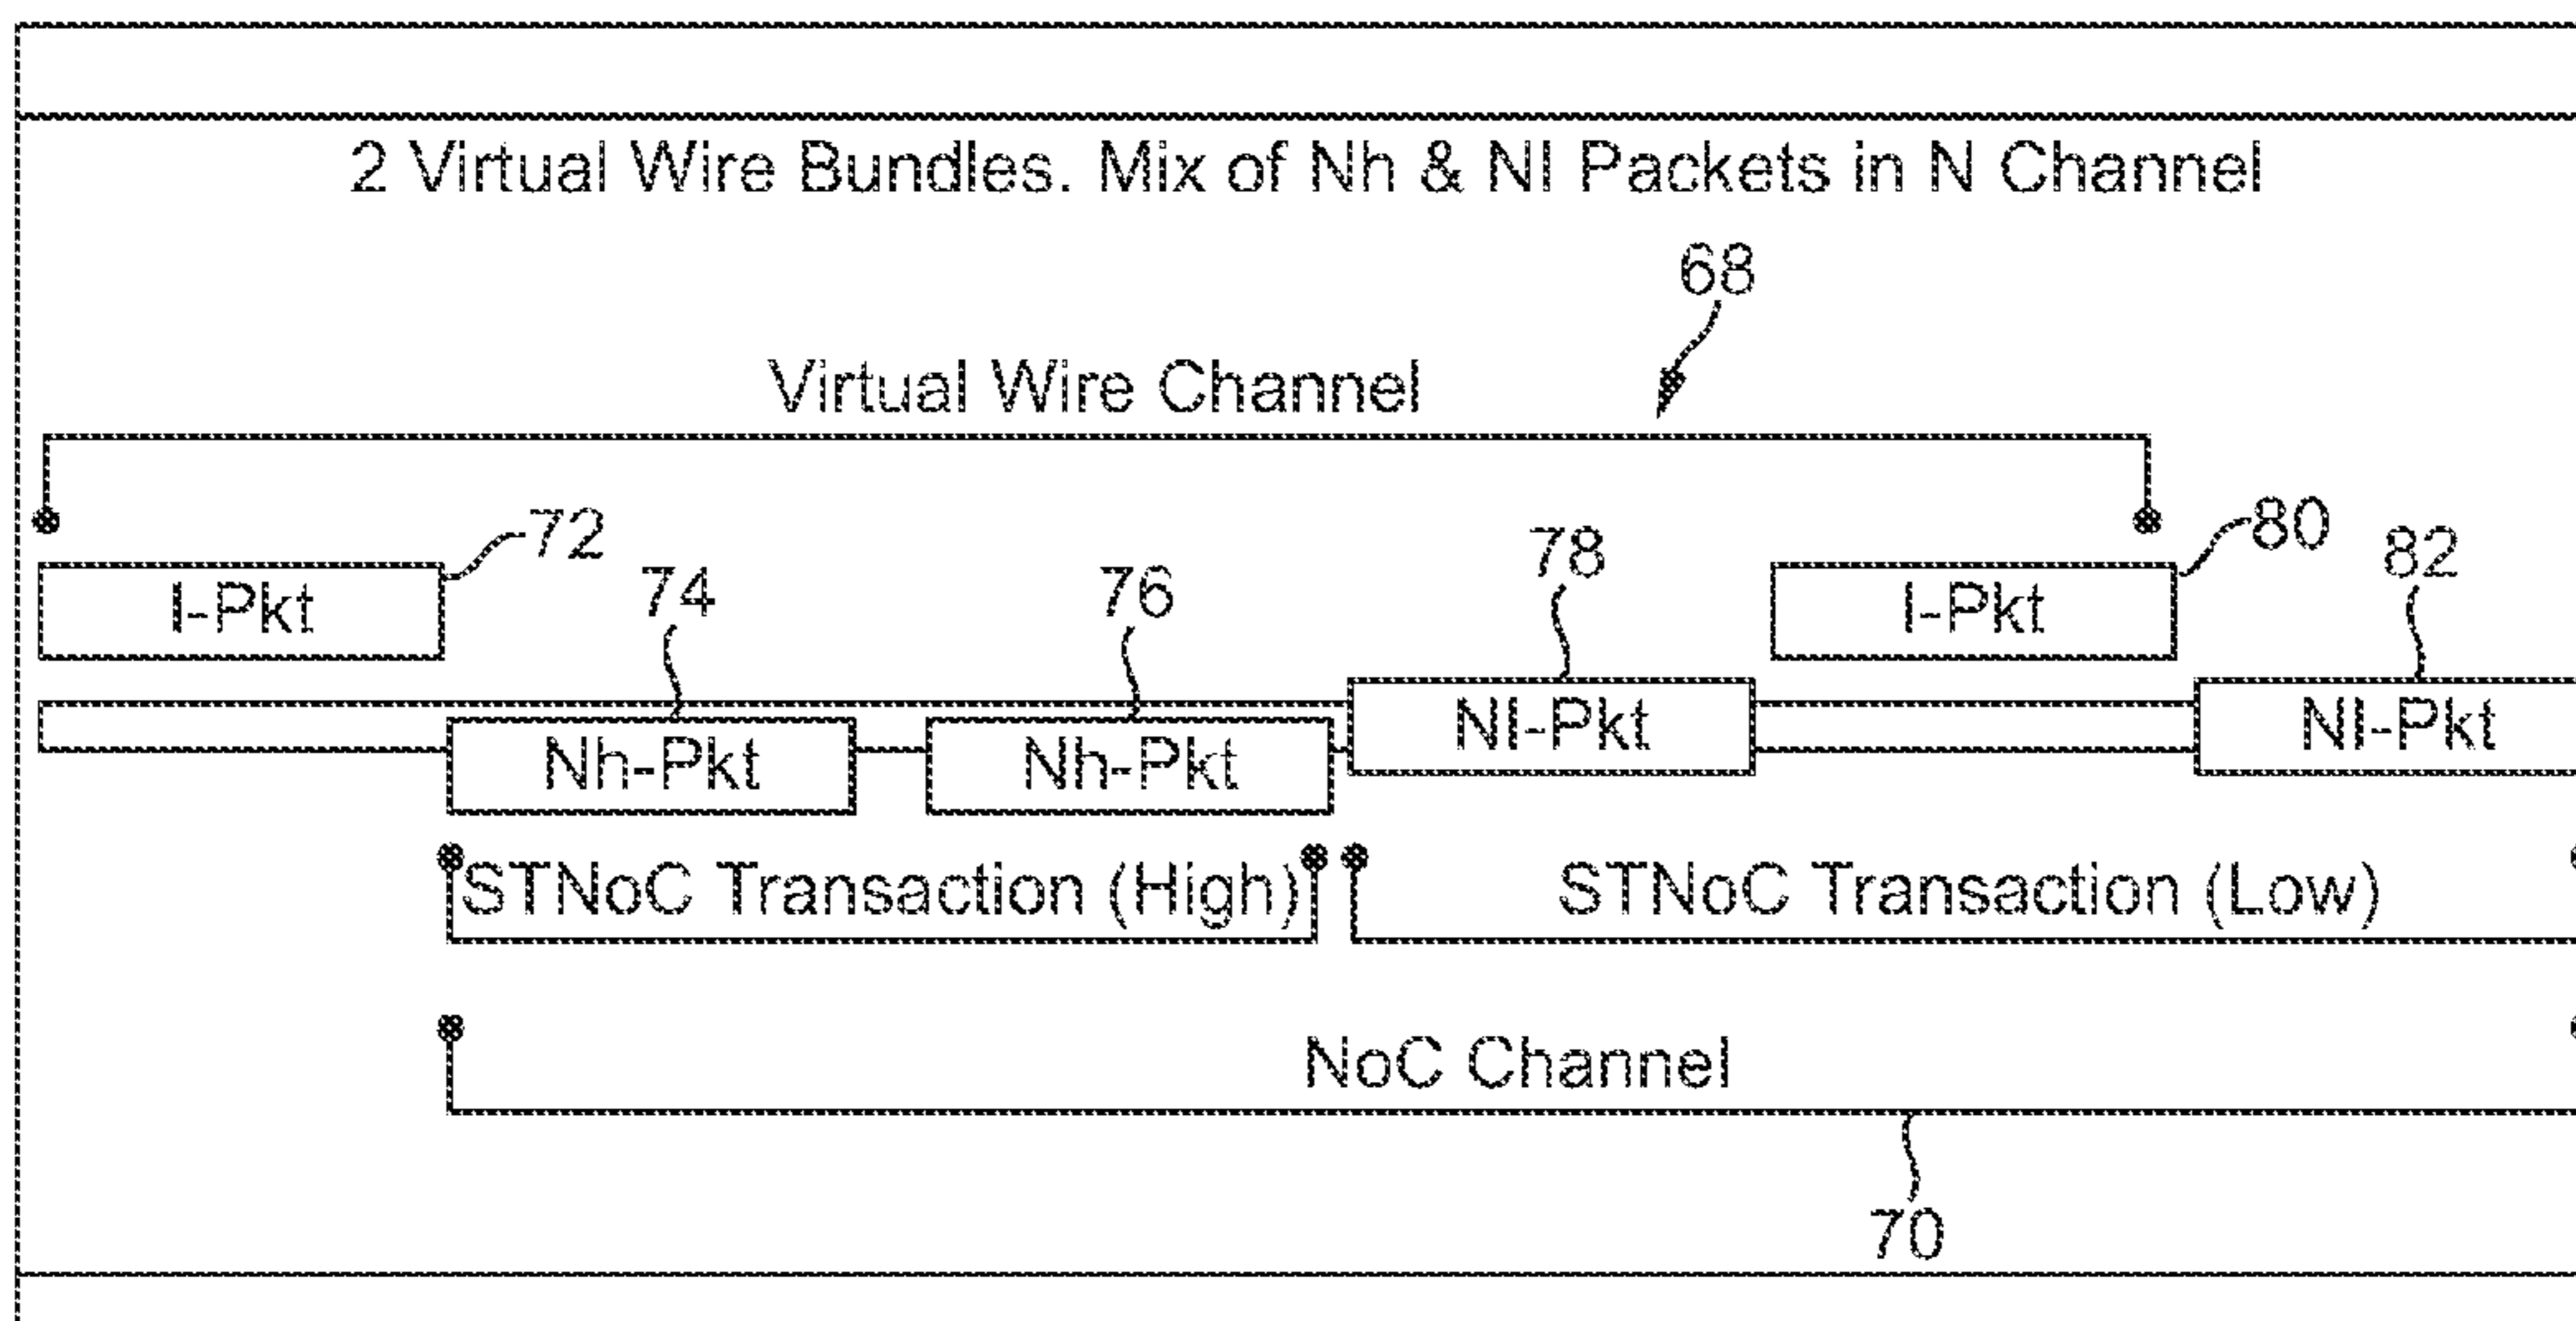 2 Virtual Wire Bundles. Mix of Nh & Nl Packets in N Channel
68
Virtual Wire Channel
72
74
76
78
80
82
I-Pkt
I-Pkt
Nh-Pkt
Nh-Pkt
Nl-Pkt
Nl-Pkt
STNoC Transaction (High)
STNoC Transaction (Low)
NoC Channel
70